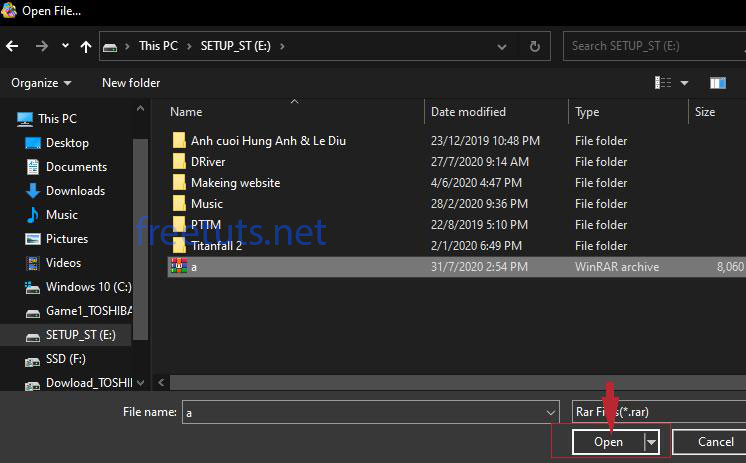 Open File...
This PC > SETUP_ST (E:) >
Search SETUP_ST (E:)
Organize
New folder
Name Date modified Type Size
This PC
Desktop
Documents
Downloads
Music
Pictures
Videos
Windows 10 (C:)
Game1_TOSHIBA
SETUP_ST (E:)
SSD (F:)
Dowload_TOSHIB
Anh cuoi Hung Anh & Le Diu 23/12/2019 10:48 PM File folder
DRiver 27/7/2020 9:14 AM File folder
Makeing website 4/6/2020 4:47 PM File folder
Music 28/2/2020 9:36 PM File folder
PTTM 22/8/2019 5:10 PM File folder
Titanfall 2 2/1/2020 6:49 PM File folder
a 31/7/2020 2:54 PM WinRAR archive 8,060
freetuts.net
File name: a
Rar Files(*.rar)
Open
Cancel